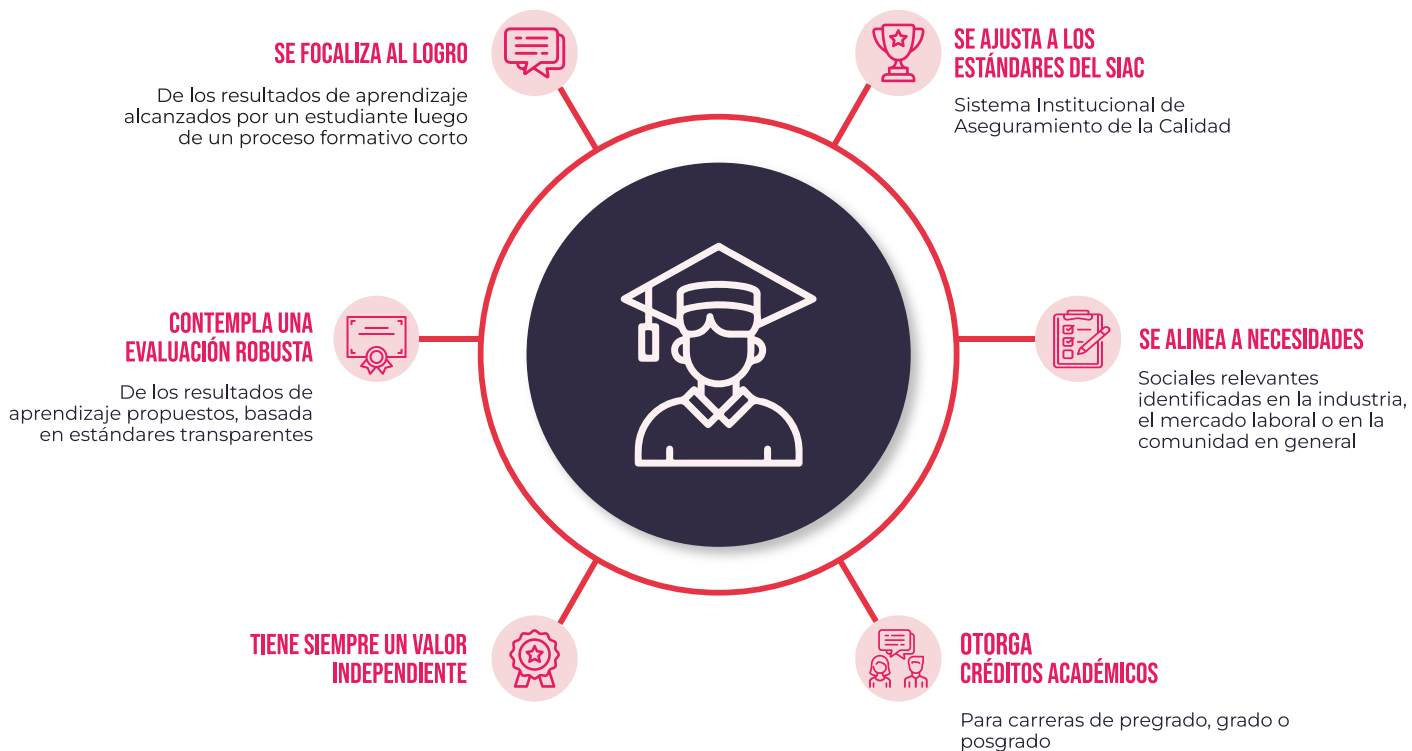 SE FOCALIZA AL LOGRO
De los resultados de aprendizaje
alcanzados por un estudiante luego
de un proceso formativo corto
SE AJUSTA A LOS
ESTÁNDARES DEL SIAC
Sistema Institucional de
Aseguramiento de la Calidad
CONTEMPLA UNA
EVALUACIÓN ROBUSTA
De los resultados de
aprendizaje propuestos, basada
en estándares transparentes
SE ALINEA A NECESIDADES
Sociales relevantes
identificadas en la industria,
el mercado laboral o en la
comunidad en general
TIENE SIEMPRE UN VALOR
INDEPENDIENTE
OTORGA
CRÉDITOS ACADÉMICOS
Para carreras de pregrado, grado o
posgrado